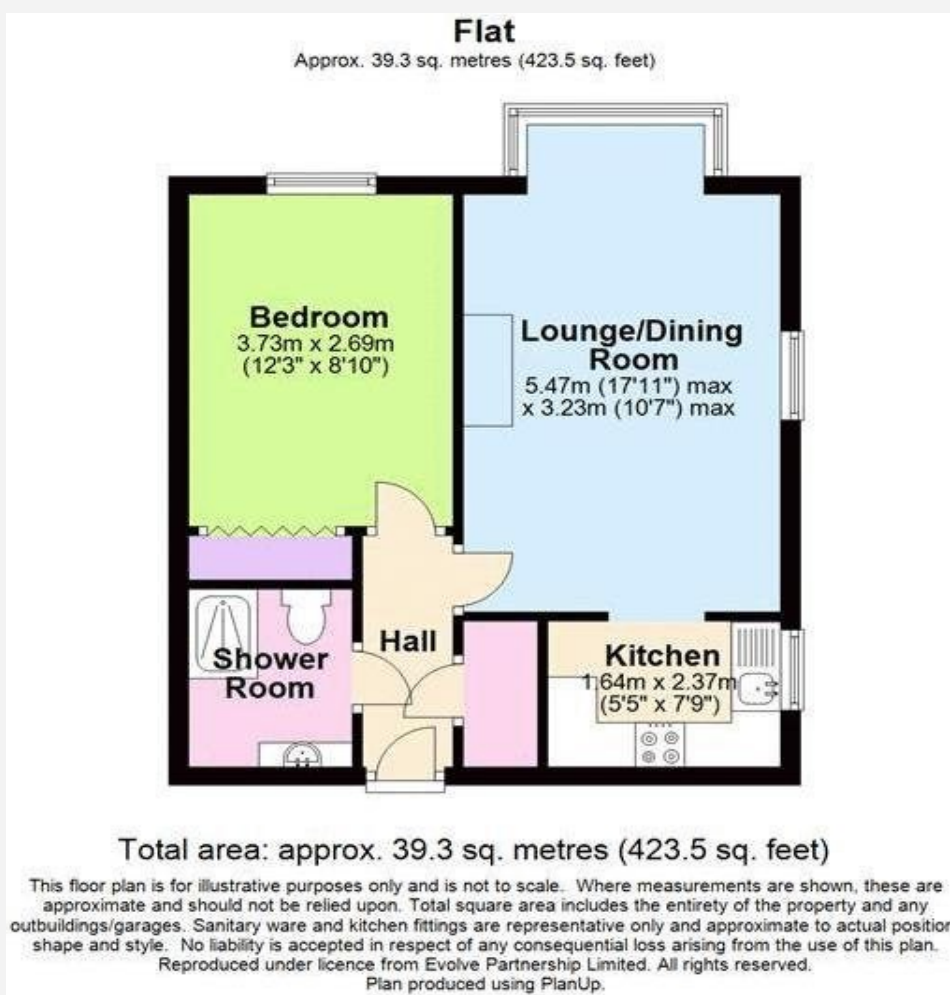 Flat
Approx. 39.3 sq. metres (423.5 sq. feet)
Bedroom
3.73m x 2.69m
(12'3" x 8'10")
Lounge/Dining
Room
5.47m (17'11") max
x 3.23m (10'7") max
Hall
Shower
Room
Kitchen
1.64m x 2.37m
(5'5" x 7'9")
Total area: approx. 39.3 sq. metres (423.5 sq. feet)
This floor plan is for illustrative purposes only and is not to scale. Where measurements are shown, these are
approximate and should not be relied upon. Total square area includes the entirety of the property and any
outbuildings/garages. Sanitary ware and kitchen fittings are representative only and approximate to actual position
shape and style. No liability is accepted in respect of any consequential loss arising from the use of this plan.
Reproduced under licence from Evolve Partnership Limited. All rights reserved.
Plan produced using PlanUp.